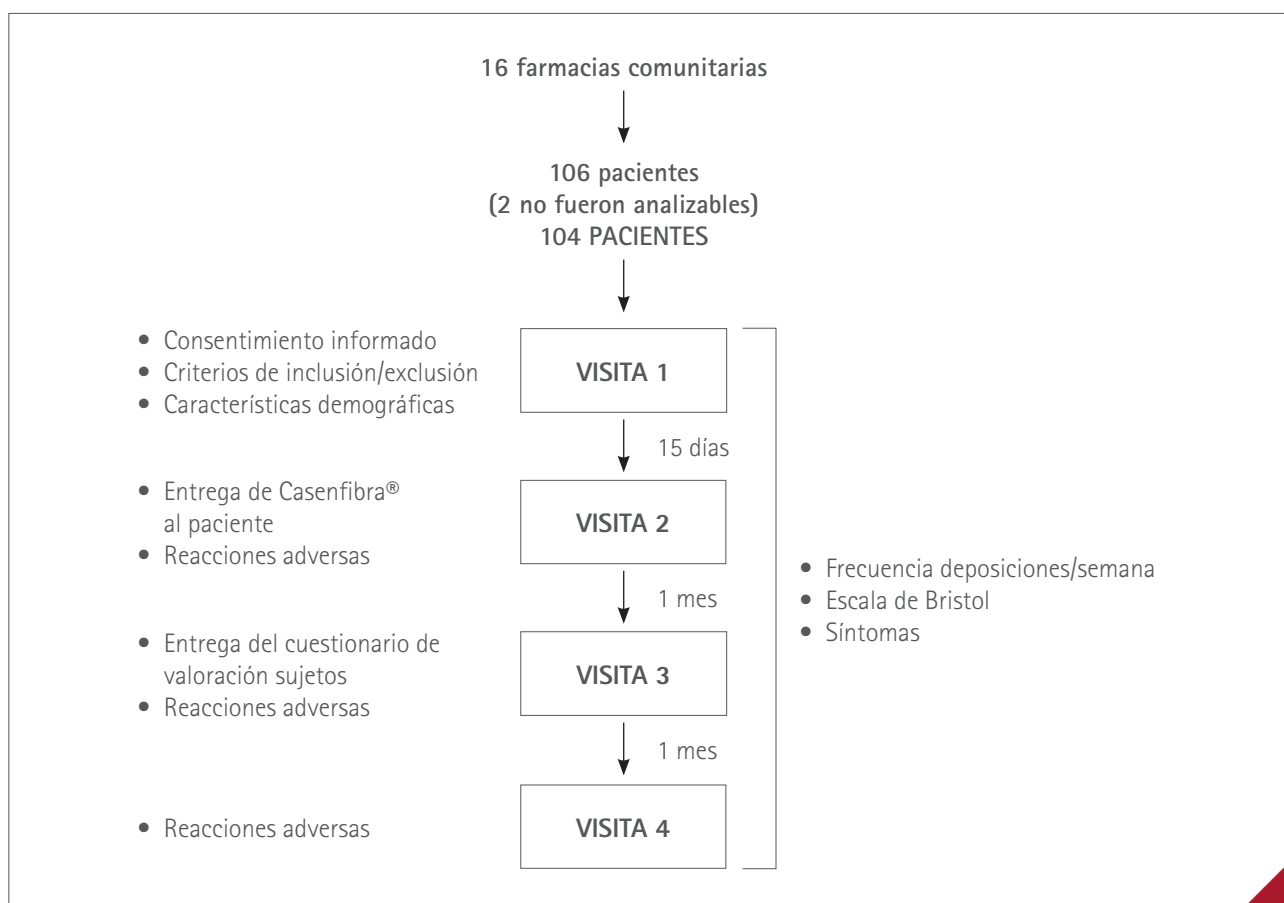 16 farmacias comunitarias
106 pacientes
(2 no fueron analizables)
104 PACIENTES
• Consentimiento informado
• Criterios de inclusión/exclusión
• Características demográficas
VISITA 1
15 días
• Entrega de Casenfibra®
al paciente
• Reacciones adversas
VISITA 2
1 mes
• Entrega del cuestionario de
valoración sujetos
• Reacciones adversas
VISITA 3
1 mes
• Reacciones adversas
VISITA 4
• Frecuencia deposiciones/semana
• Escala de Bristol
• Síntomas